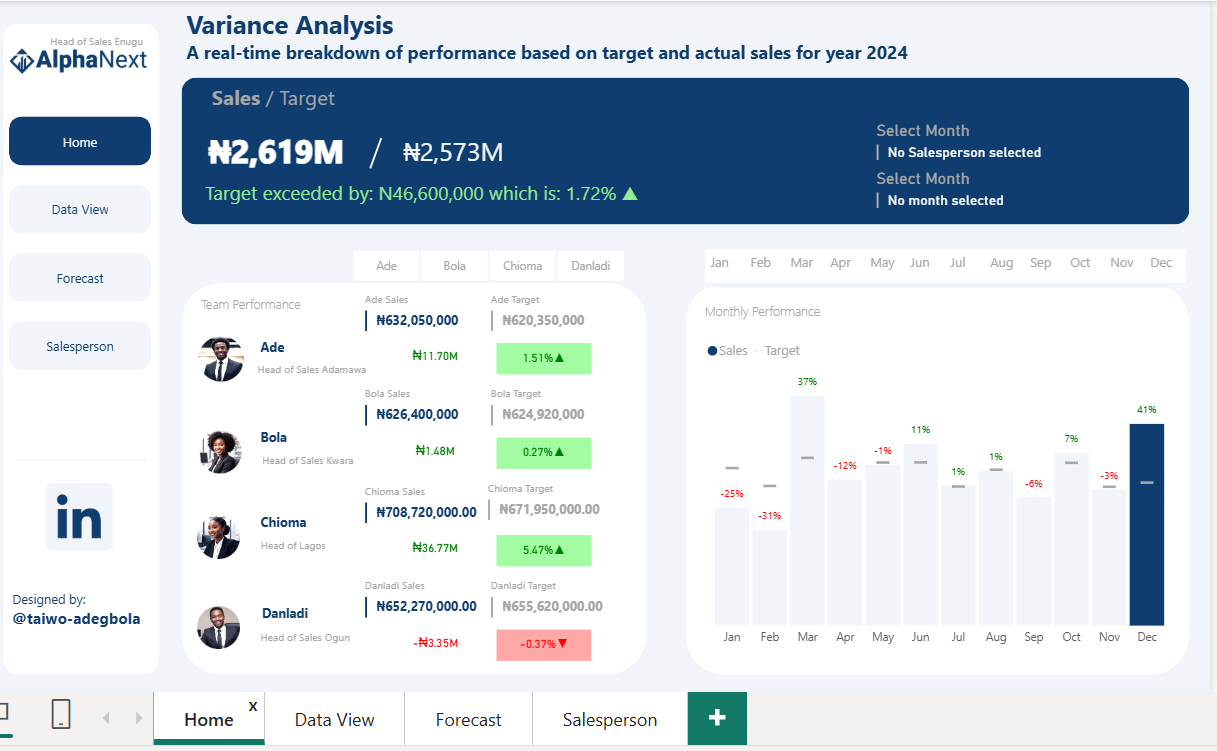 Variance Analysis
A real-time breakdown of performance based on target and actual sales for year 2024
Head of Sales Enugu
AlphaNext
Home
Data View
Forecast
Salesperson
in
Designed by:
@taiwo-adegbola
Sales / Target
₦2,619M / ₦2,573M
Target exceeded by: N46,600,000 which is: 1.72% ▲
Select Month
No Salesperson selected
Select Month
No month selected
Ade Bola Chioma Danladi
Team Performance
Ade Sales Ade Target
₦632,050,000 ₦620,350,000
Ade
Head of Sales Adamawa
₦11.70M 1.51%▲
Bola Sales Bola Target
₦626,400,000 ₦624,920,000
Bola
Head of Sales Kwara
₦1.48M 0.27%▲
Chioma Sales Chioma Target
₦708,720,000.00 ₦671,950,000.00
Chioma
Head of Lagos
₦36.77M 5.47%▲
Danladi Sales Danladi Target
₦652,270,000.00 ₦655,620,000.00
Danladi
Head of Sales Ogun
-₦3.35M -0.37%▼
Jan Feb Mar Apr May Jun Jul Aug Sep Oct Nov Dec
Monthly Performance
Sales Target
-25% -31% 37% -12% -1% 11% 1% 1% -6% 7% -3% 41%
Jan Feb Mar Apr May Jun Jul Aug Sep Oct Nov Dec
Home x Data View Forecast Salesperson +